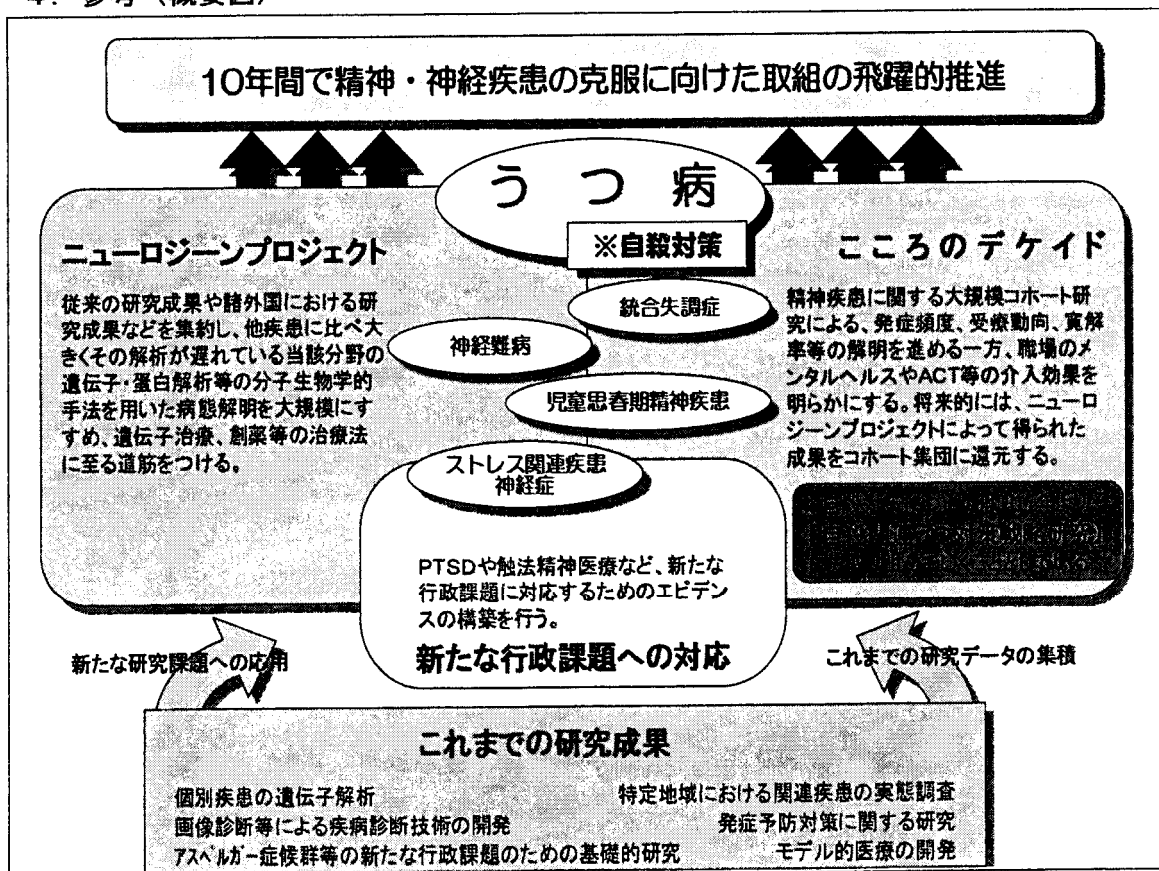 4. 参考（概要図）
10年間で精神・神経疾患の克服に向けた取組の飛躍的推進
うつ病
※自殺対策
ニューロジーンプロジェクト
従来の研究成果や諸外国における研
究成果などを集約し、他疾患に比べ大
きくその解析が遅れている当該分野の
遺伝子・蛋白解析等の分子生物学的
手法を用いた病態解明を大規模にす
すめ、遺伝子治療、創薬等の治療法
に至る道筋をつける。
統合失調症
神経難病
児童思春期精神疾患
ストレス関連疾患
神経症
こころのデケイド
精神疾患に関する大規模コホート研
究による、発症頻度、受療動向、寛解
率等の解明を進める一方、職場のメ
ンタルヘルスやACT等の介入効果を
明らかにする。将来的には、ニューロ
ジーンプロジェクトによって得られた
成果をコホート集団に還元する。
PTSDや触法精神医療など、新たな
行政課題に対応するためのエビデン
スの構築を行う。
新たな行政課題への対応
新たな研究課題への応用
これまでの研究データの集積
これまでの研究成果
個別疾患の遺伝子解析
画像診断等による疾病診断技術の開発
アスペルガー症候群等の新たな行政課題のための基礎的研究
特定地域における関連疾患の実態調査
発症予防対策に関する研究
モデル的医療の開発